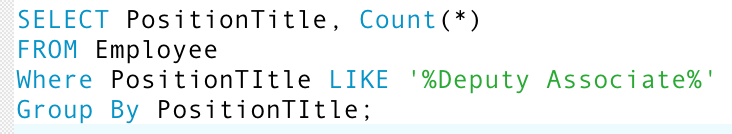 SELECT PositionTitle, Count(*)
FROM Employee
Where PositionTItle LIKE '%Deputy Associate%'
Group By PositionTItle;